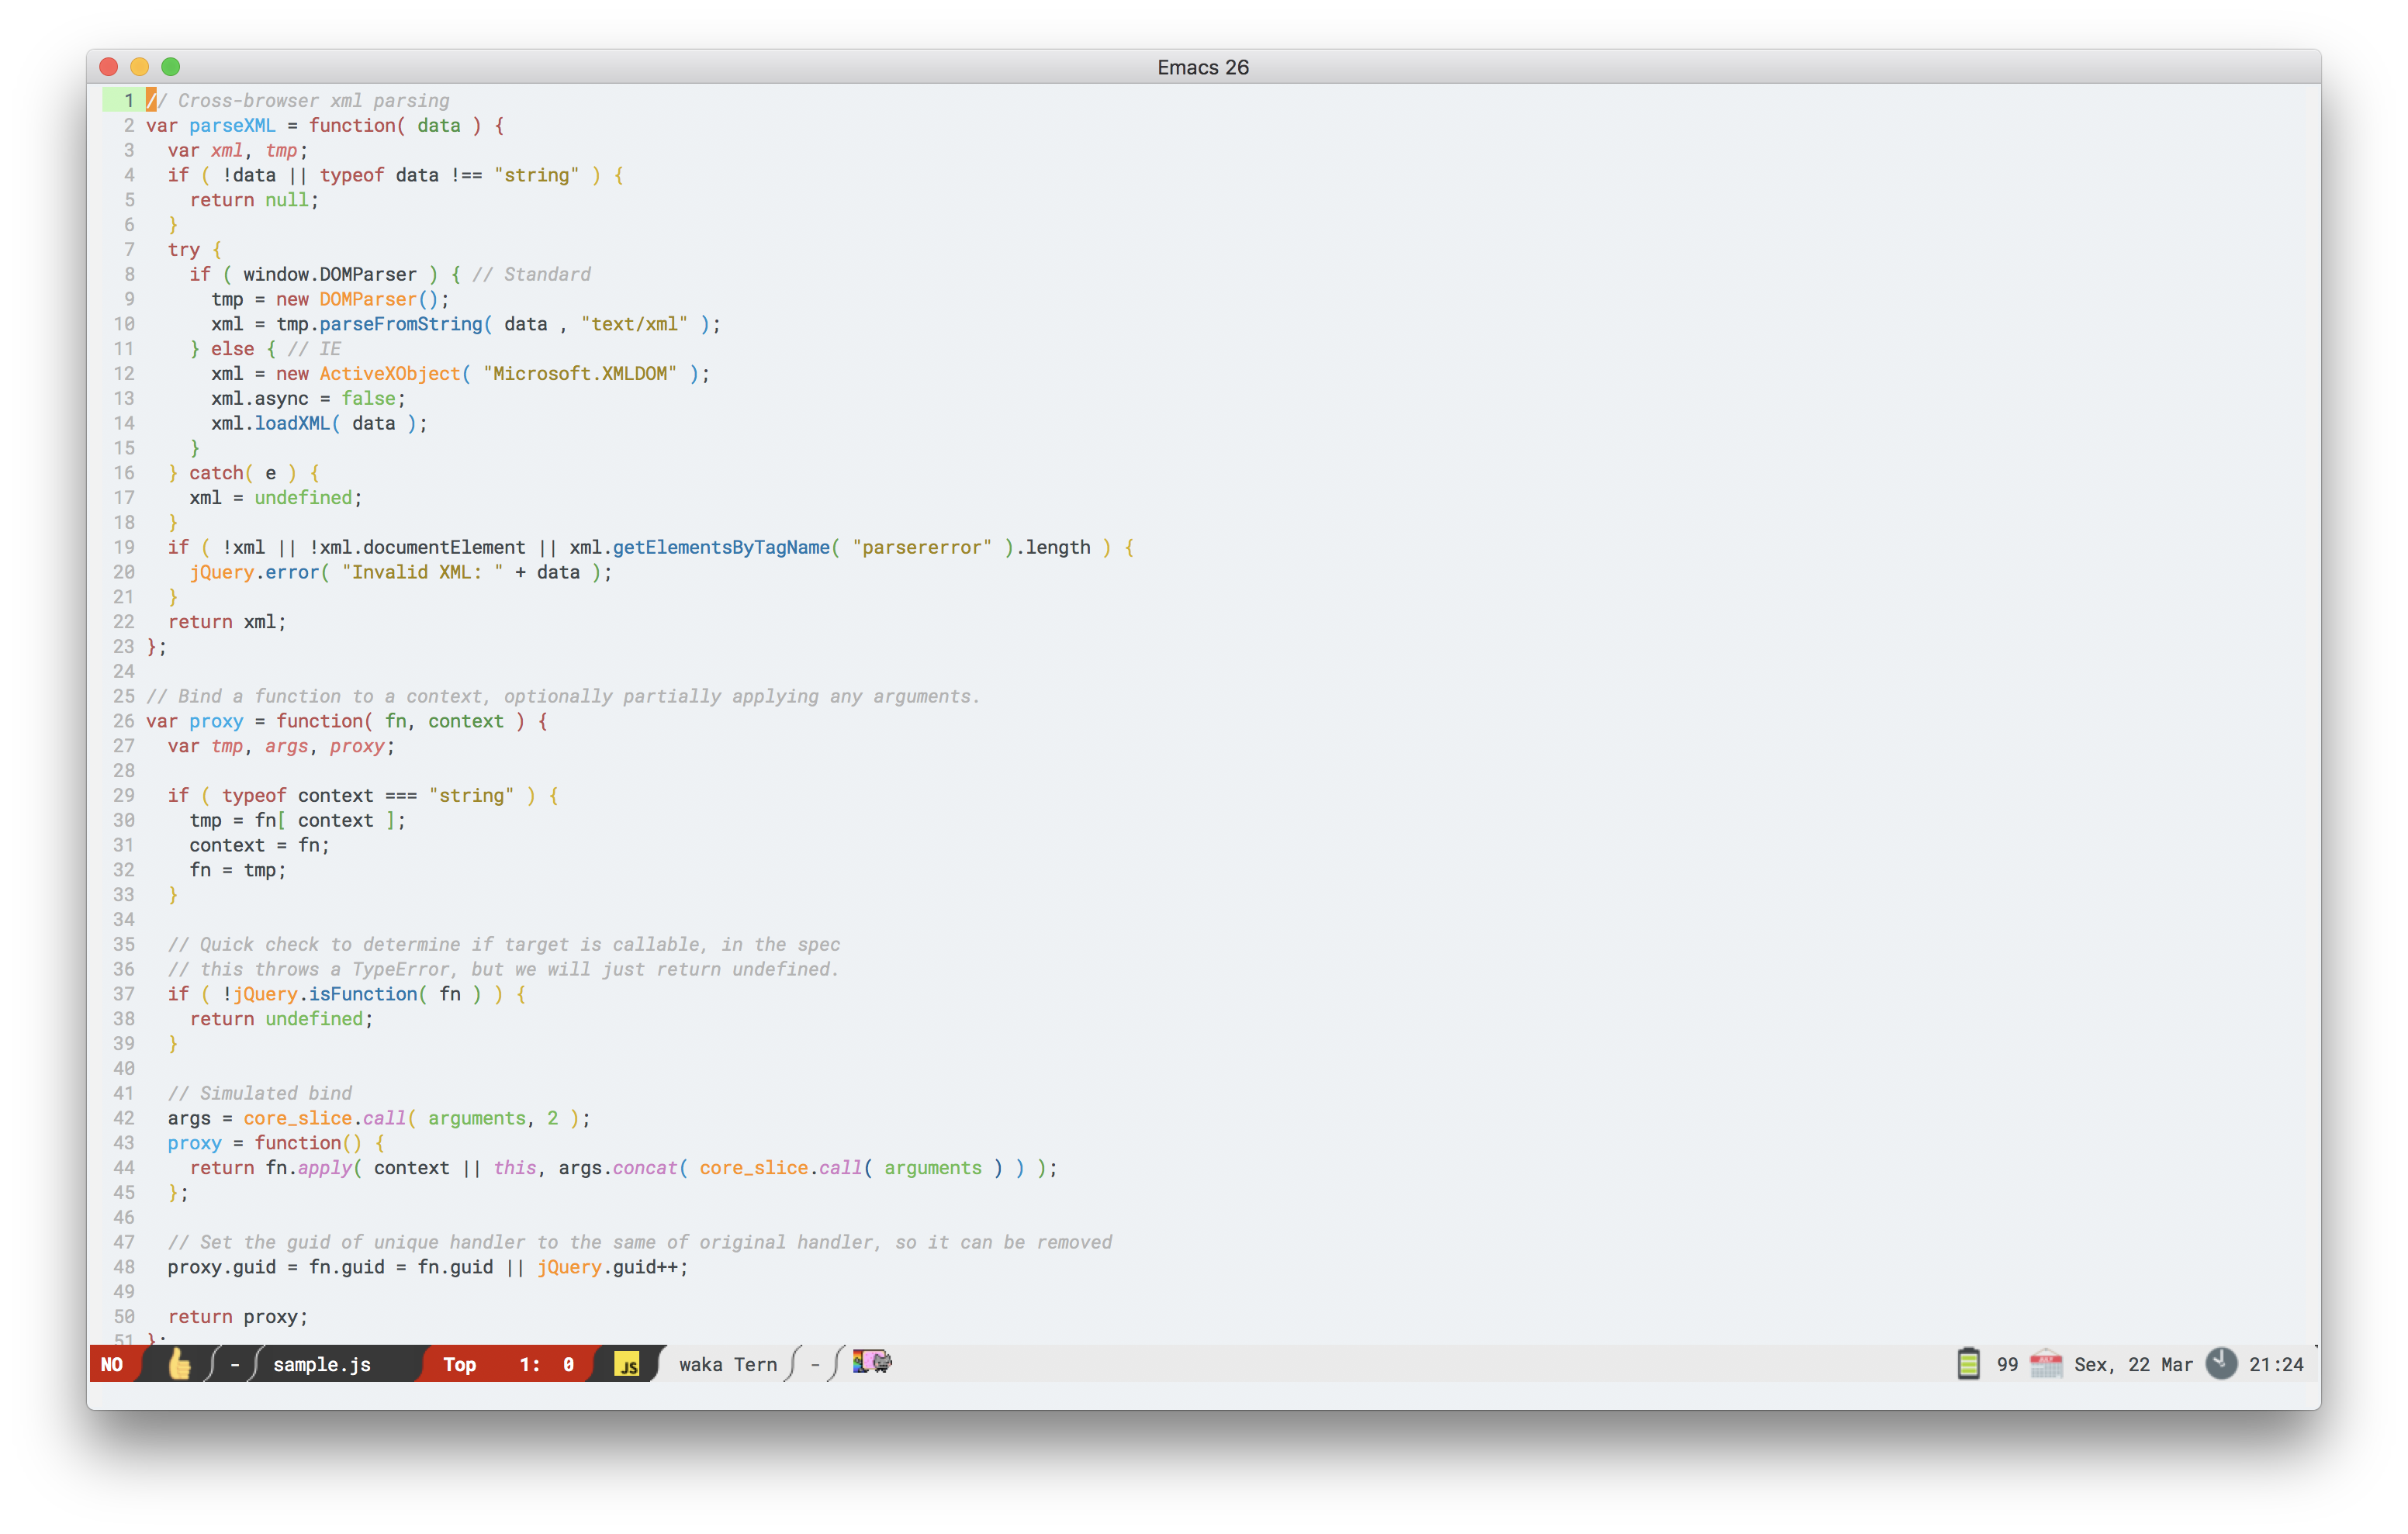 Emacs 26
1 // Cross-browser xml parsing
2 var parseXML = function( data ) {
3   var xml, tmp;
4   if ( !data || typeof data !== "string" ) {
5     return null;
6   }
7   try {
8     if ( window.DOMParser ) { // Standard
9       tmp = new DOMParser();
10       xml = tmp.parseFromString( data , "text/xml" );
11     } else { // IE
12       xml = new ActiveXObject( "Microsoft.XMLDOM" );
13       xml.async = false;
14       xml.loadXML( data );
15     }
16   } catch( e ) {
17     xml = undefined;
18   }
19   if ( !xml || !xml.documentElement || xml.getElementsByTagName( "parsererror" ).length ) {
20     jQuery.error( "Invalid XML: " + data );
21   }
22   return xml;
23 };
24
25 // Bind a function to a context, optionally partially applying any arguments.
26 var proxy = function( fn, context ) {
27   var tmp, args, proxy;
28
29   if ( typeof context === "string" ) {
30     tmp = fn[ context ];
31     context = fn;
32     fn = tmp;
33   }
34
35   // Quick check to determine if target is callable, in the spec
36   // this throws a TypeError, but we will just return undefined.
37   if ( !jQuery.isFunction( fn ) ) {
38     return undefined;
39   }
40
41   // Simulated bind
42   args = core_slice.call( arguments, 2 );
43   proxy = function() {
44     return fn.apply( context || this, args.concat( core_slice.call( arguments ) ) );
45   };
46
47   // Set the guid of unique handler to the same of original handler, so it can be removed
48   proxy.guid = fn.guid = fn.guid || jQuery.guid++;
49
50   return proxy;
51 };
NO - sample.js Top 1: 0 JS waka Tern - 99 JULY Sex, 22 Mar 21:24